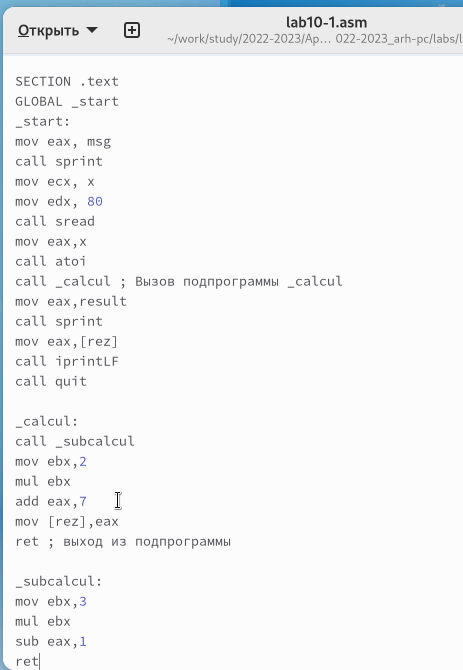 Открыть
lab10-1.asm
~/work/study/2022-2023/Ap... 022-2023_arh-pc/labs/l
SECTION .text
GLOBAL _start
_start:
mov eax, msg
call sprint
mov ecx, x
mov edx, 80
call sread
mov eax,x
call atoi
call _calcul ; Вызов подпрограммы _calcul
mov eax,result
call sprint
mov eax,[rez]
call iprintLF
call quit
_calcul:
call _subcalcul
mov ebx,2
mul ebx
add eax,7
mov [rez],eax
ret ; выход из подпрограммы
_subcalcul:
mov ebx,3
mul ebx
sub eax,1
ret